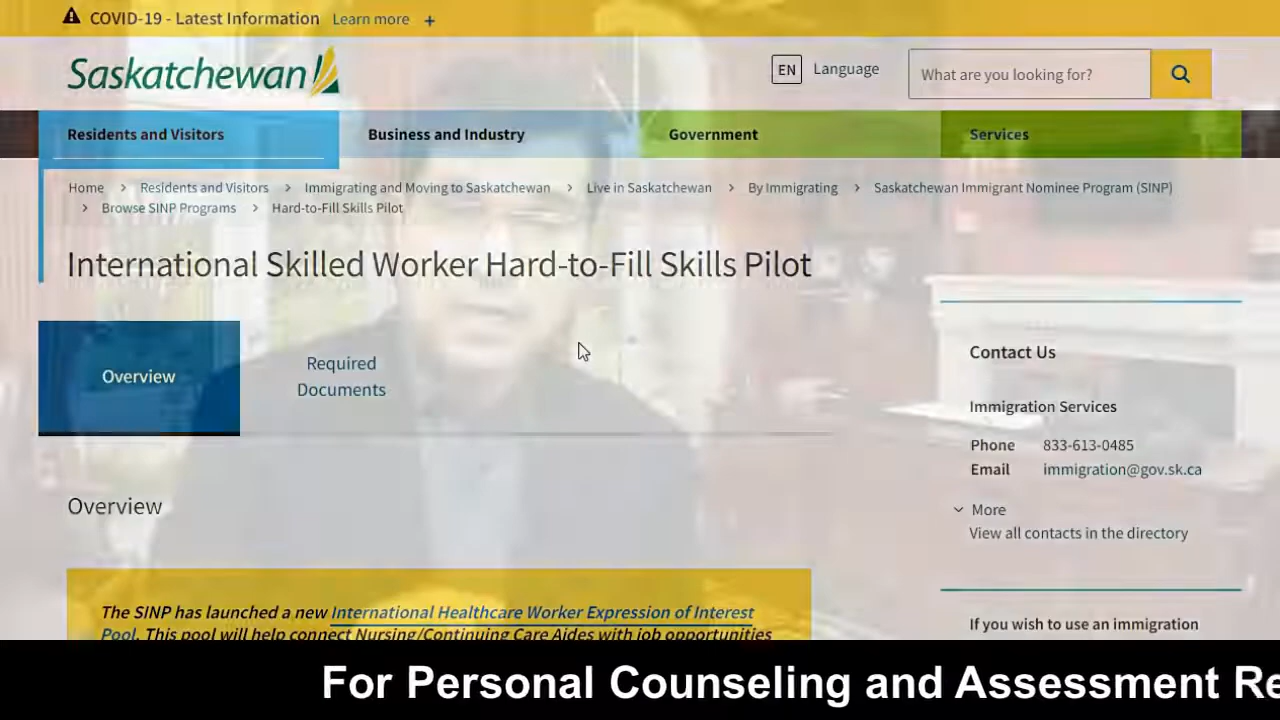 COVID-19 - Latest Information Learn more +
Saskatchewan
EN Language
What are you looking for?
Residents and Visitors Business and Industry Government Services
Home > Residents and Visitors > Immigrating and Moving to Saskatchewan > Live in Saskatchewan > By Immigrating > Saskatchewan Immigrant Nominee Program (SINP)
> Browse SINP Programs > Hard-to-Fill Skills Pilot
International Skilled Worker Hard-to-Fill Skills Pilot
Overview
Required
Documents
Overview
The SINP has launched a new International Healthcare Worker Expression of Interest
Pool. This pool will help connect Nursing/Continuing Care Aides with job opportunities
Contact Us
Immigration Services
Phone 833-613-0485
Email immigration@gov.sk.ca
More
View all contacts in the directory
If you wish to use an immigration
For Personal Counseling and Assessment Re